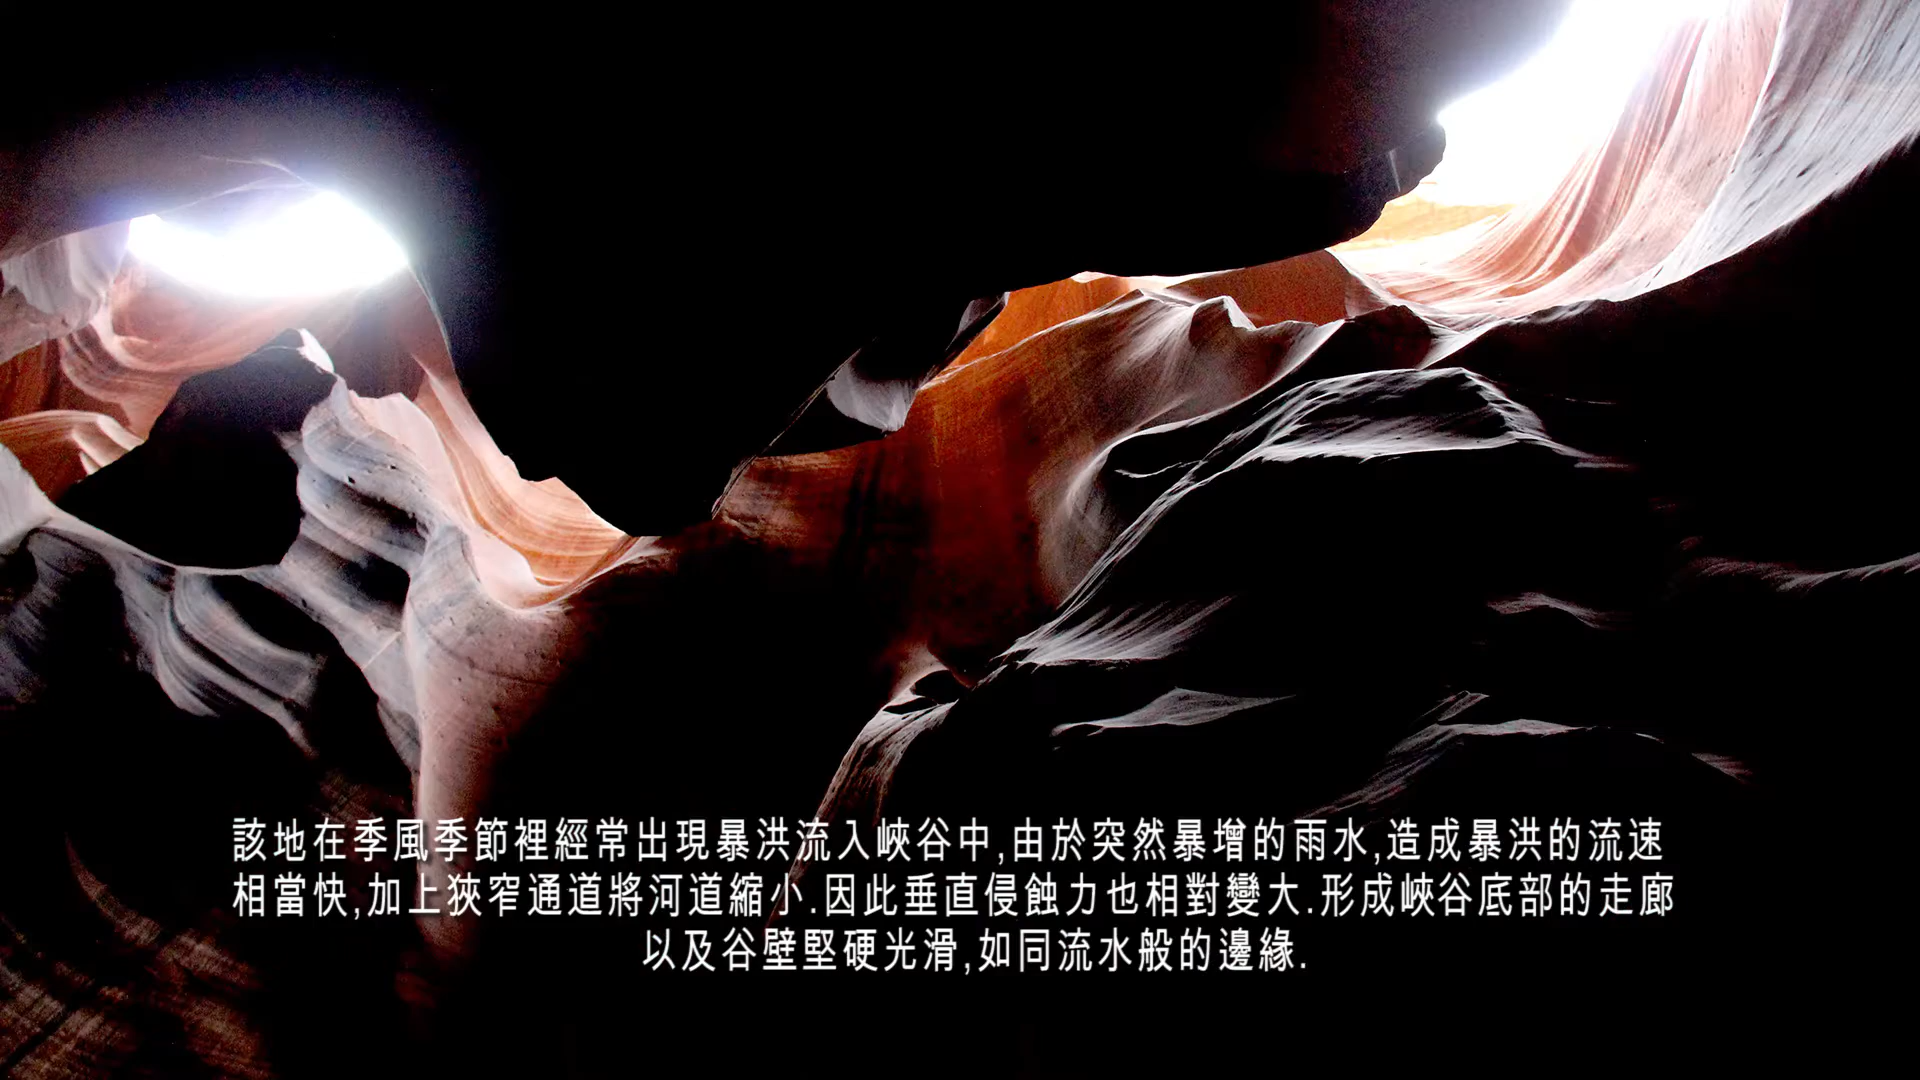 該地在季風季節裡經常出現暴洪流入峽谷中,由於突然暴增的雨水,造成暴洪的流速
相當快,加上狹窄通道將河道縮小.因此垂直侵蝕力也相對變大.形成峽谷底部的走廊
以及谷壁堅硬光滑,如同流水般的邊緣.